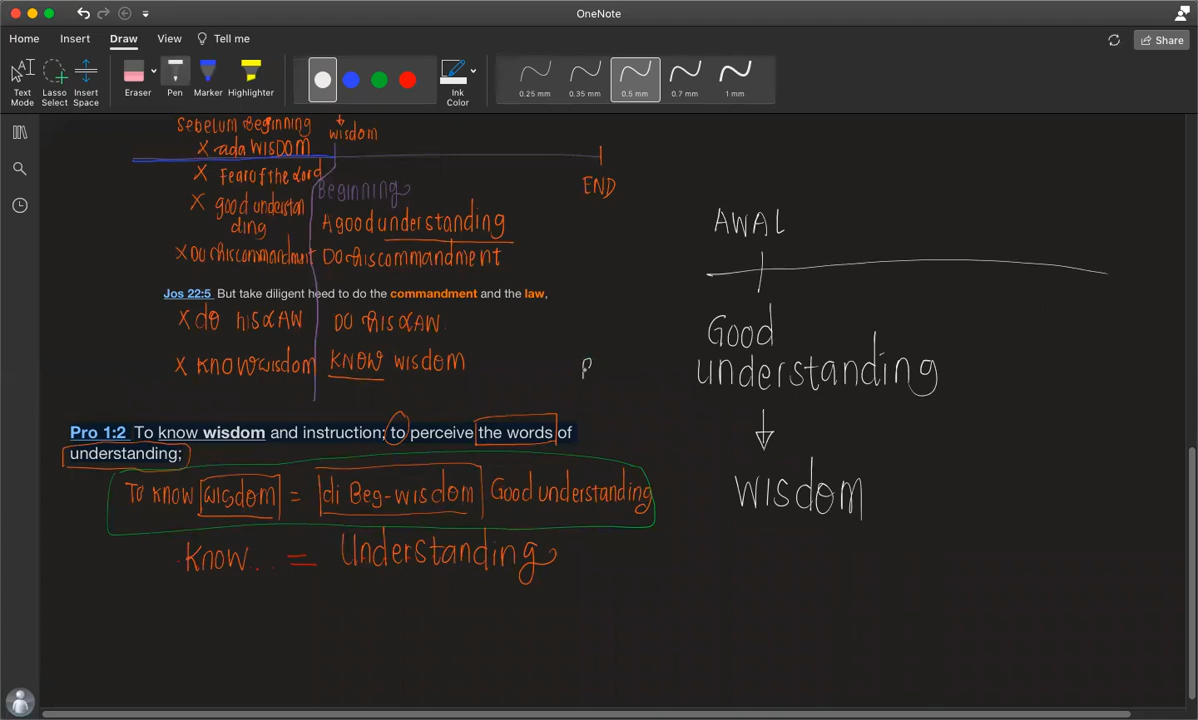 OneNote
Home Insert Draw View Tell me
Share
Text Mode
Lasso Select
Insert Space
Eraser
Pen
Marker
Highlighter
Ink Color
0.25 mm
0.35 mm
0.5 mm
0.7 mm
1 mm
Sebelum Beginning
wisdom
X ada WISDOM
END
X Fear of the Lord
Beginning
X good understan
ding
A good understanding
X Do his commandment
Do his commandment
Jos 22:5 But take diligent heed to do the commandment and the law,
X do his LAW
DO his LAW
X know wisdom
KNOW wisdom
Pro 1:2 To know wisdom and instruction; to perceive the words of
understanding;
To know wisdom = di Beg-wisdom Good understanding
Know... = Understanding
AWAL
Good
understanding
wisdom